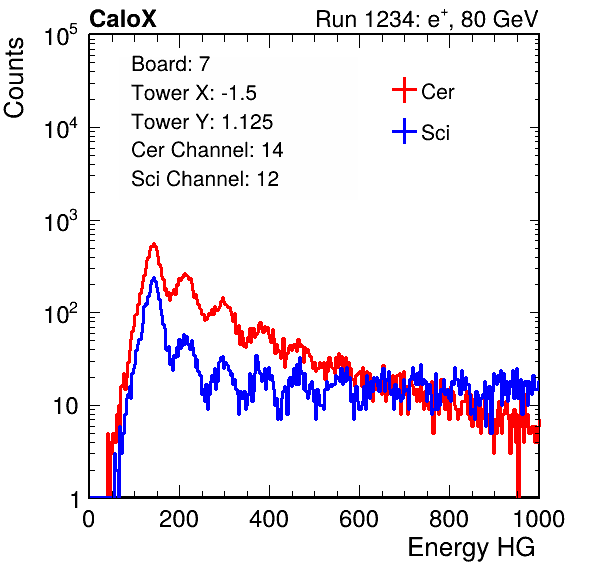 CaloX Run 1234: e⁺, 80 GeV
Counts
Board: 7
Tower X: -1.5
Tower Y: 1.125
Cer Channel: 14
Sci Channel: 12
Cer
Sci
10⁵
10⁴
10³
10²
10
1
0 200 400 600 800 1000
Energy HG